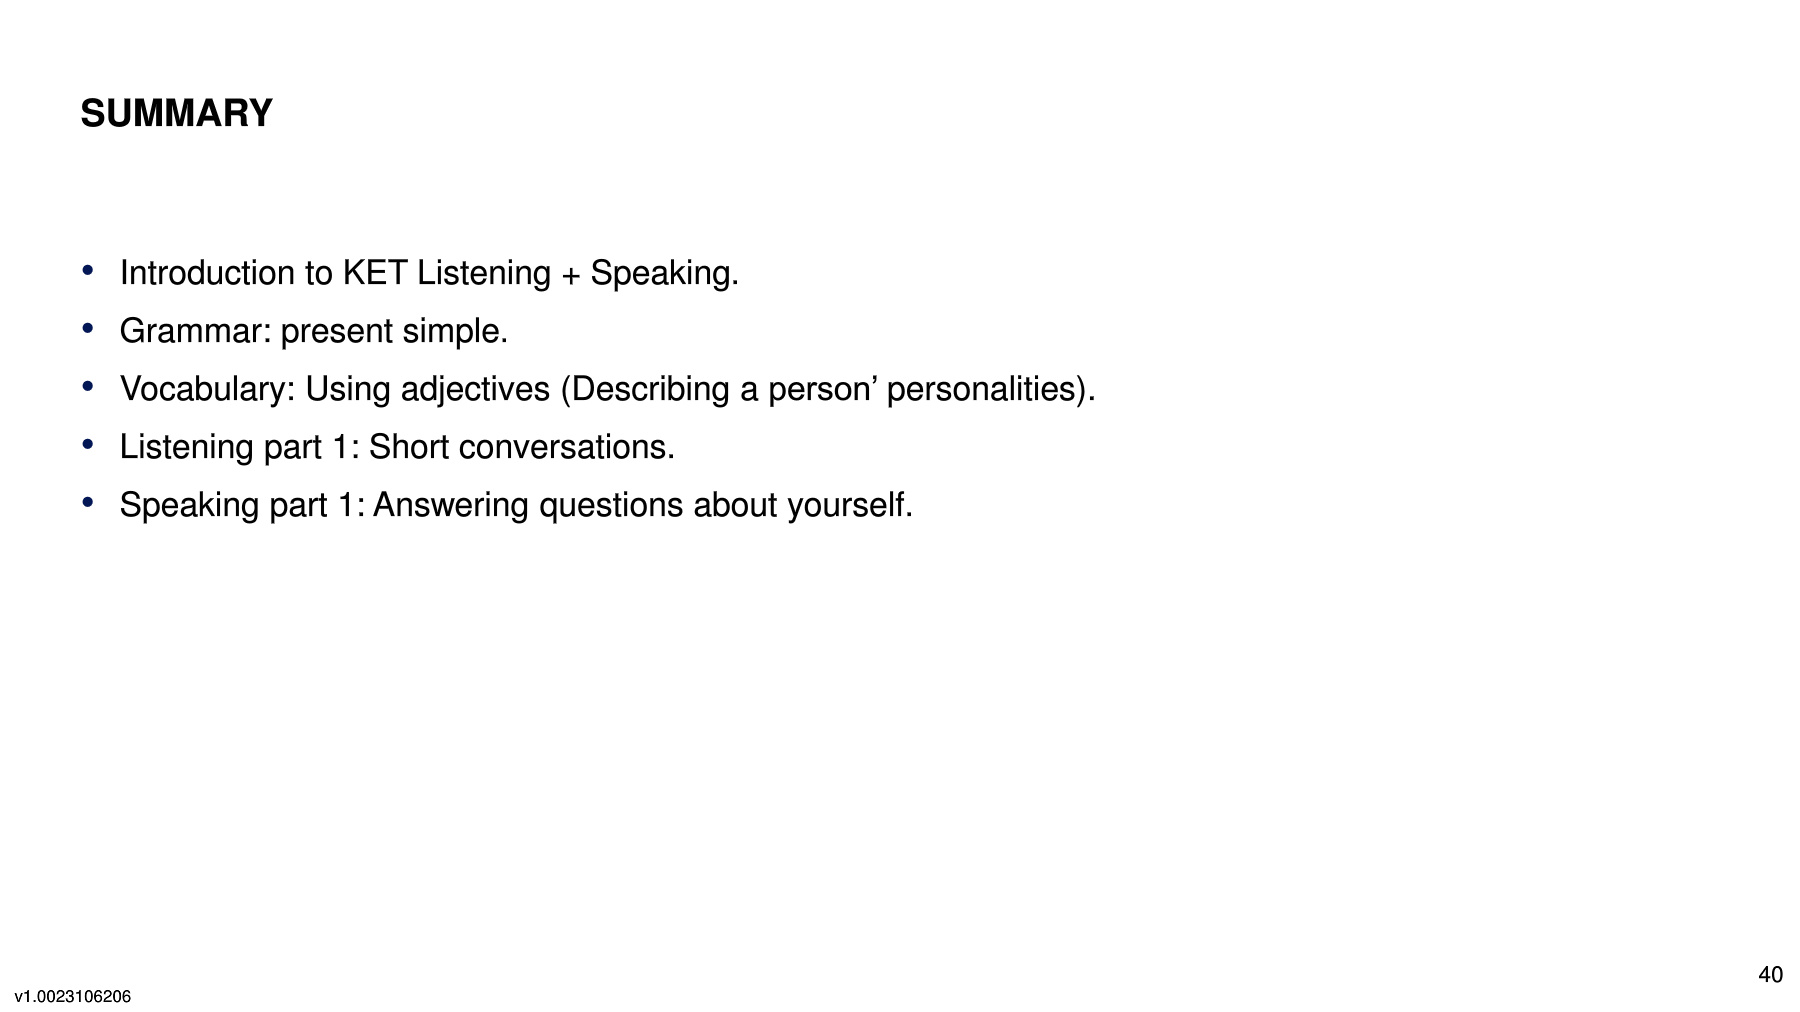 SUMMARY
• Introduction to KET Listening + Speaking.
• Grammar: present simple.
• Vocabulary: Using adjectives (Describing a person’ personalities).
• Listening part 1: Short conversations.
• Speaking part 1: Answering questions about yourself.
40
v1.0023106206